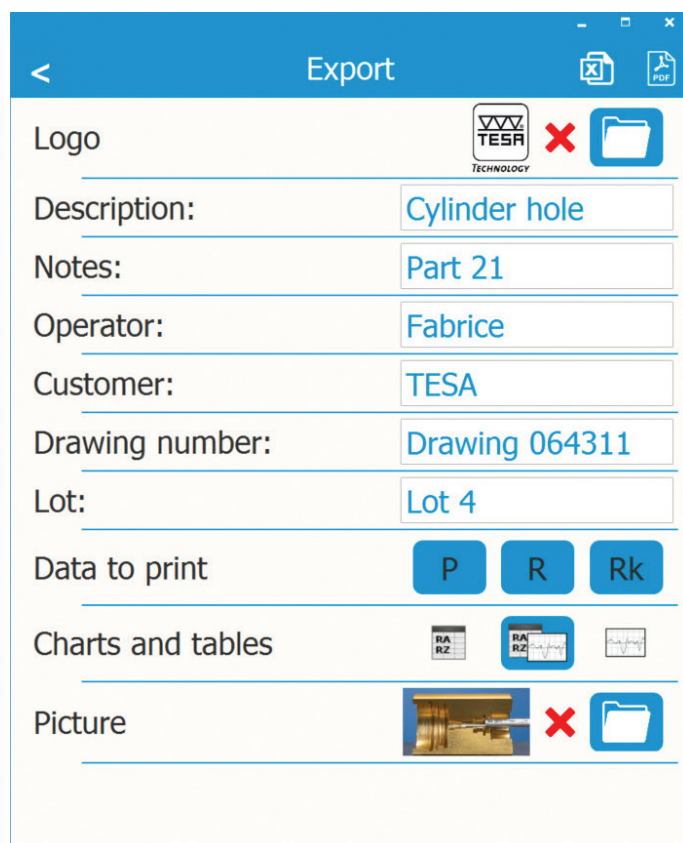 < Export PDF
Logo TESA
TECHNOLOGY
Description: Cylinder hole
Notes: Part 21
Operator: Fabrice
Customer: TESA
Drawing number: Drawing 064311
Lot: Lot 4
Data to print P R Rk
Charts and tables RA RZ RA RZ
Picture